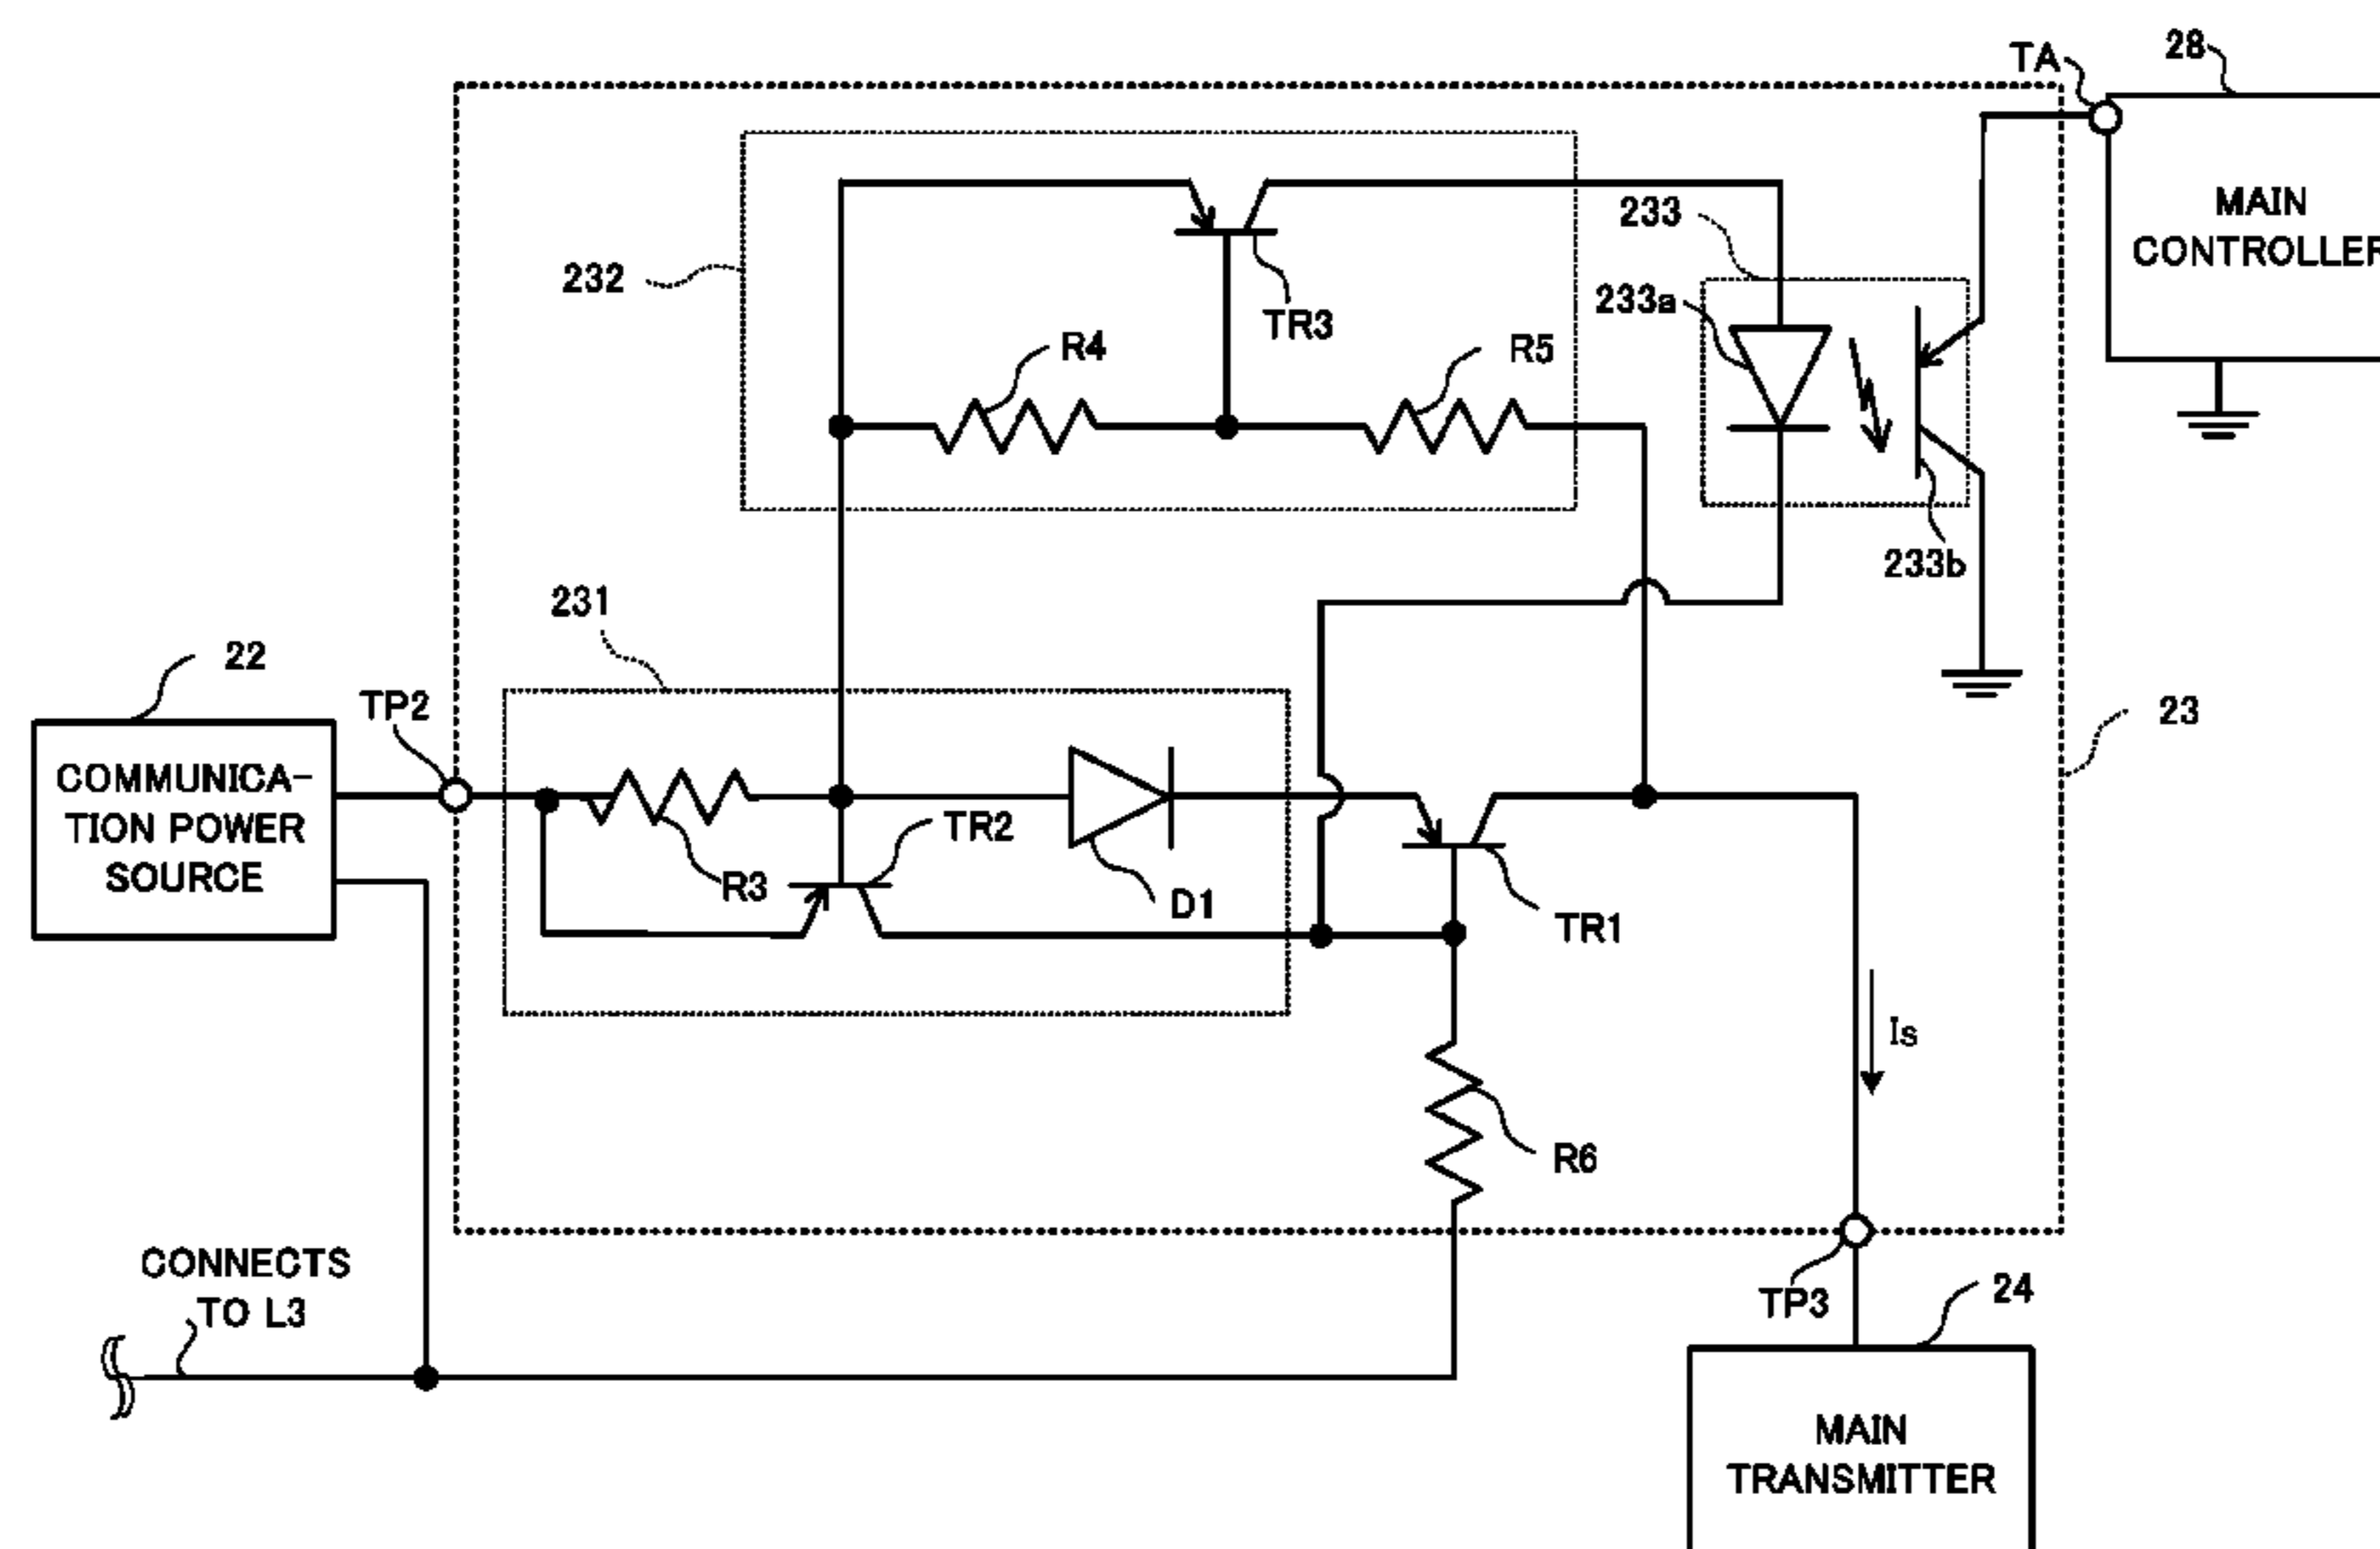 TA
28
MAIN
CONTROLLER
232
TR3
R4
R5
233
233a
233b
231
22
TP2
COMMUNICA-
TION POWER
SOURCE
R3
TR2
D1
TR1
23
Is
R6
CONNECTS
TO L3
TP3
24
MAIN
TRANSMITTER